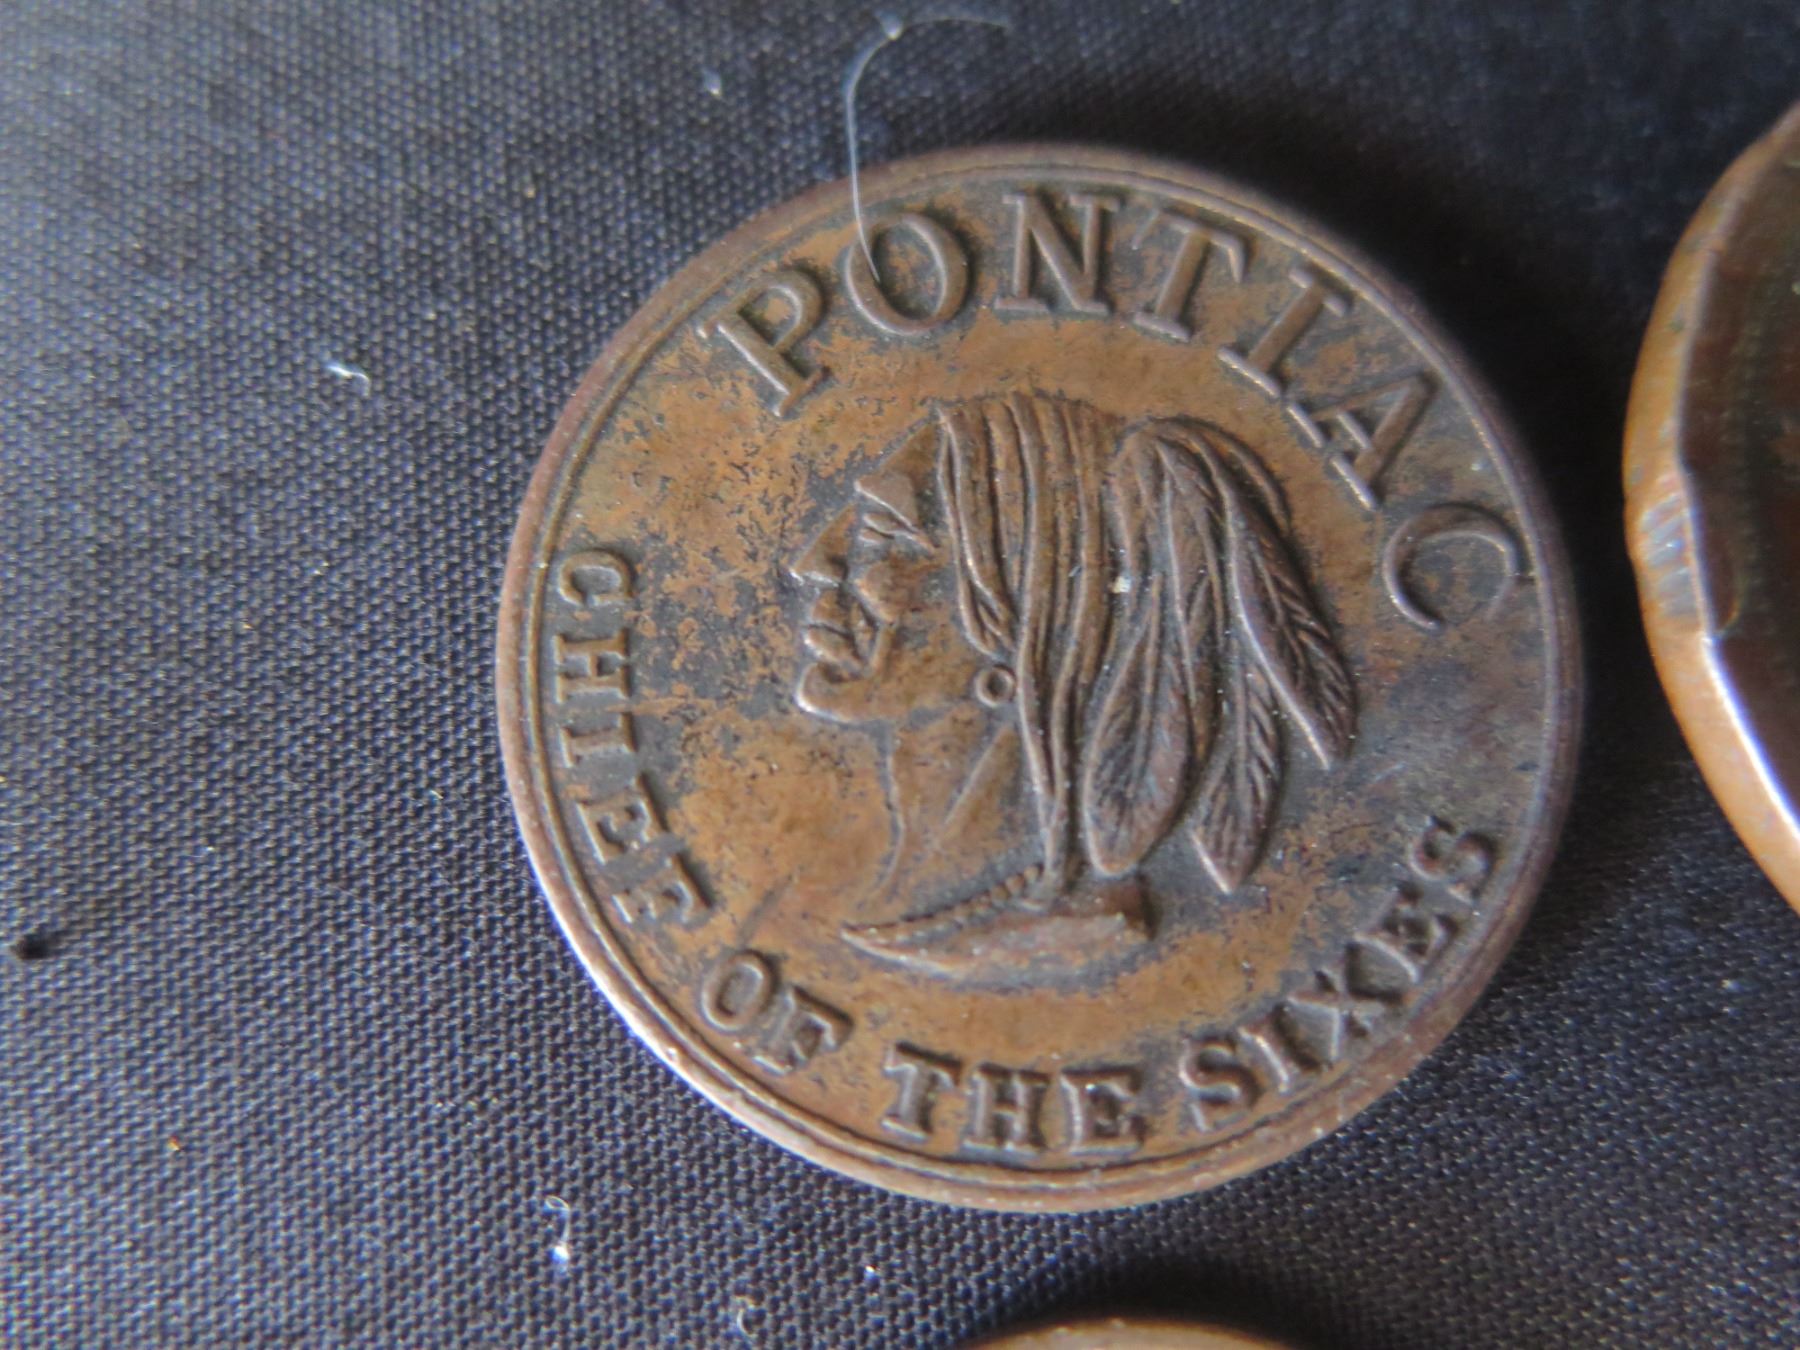 PONTIAC
CHIEF OF THE SIXES